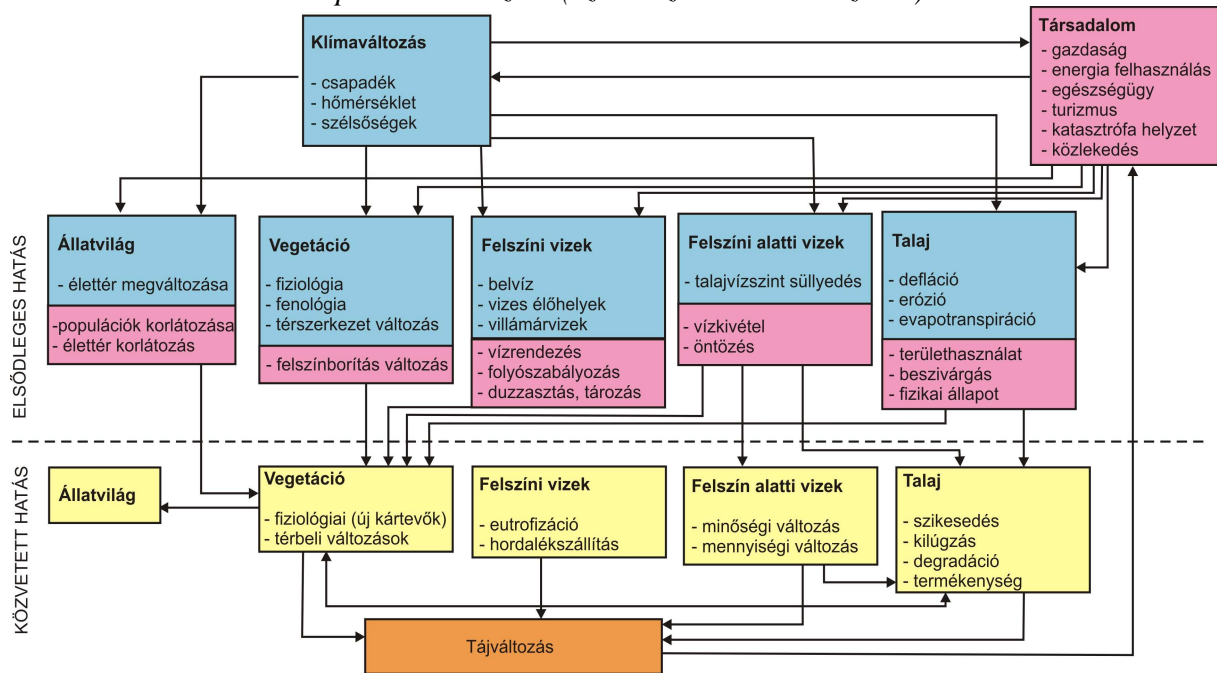 Klímaváltozás
- csapadék
- hőmérséklet
- szélsőségek
Társadalom
- gazdaság
- energia felhasználás
- egészségügy
- turizmus
- katasztrófa helyzet
- közlekedés
ELSŐDLEGES HATÁS
Állatvilág
- élettér megváltozása
-populációk korlátozása
- élettér korlátozás
Vegetáció
- fiziológia
- fenológia
- térszerkezet változás
- felszínborítás változás
Felszíni vizek
- belvíz
- vizes élőhelyek
- villámárvizek
- vízrendezés
- folyószabályozás
- duzzasztás, tározás
Felszíni alatti vizek
- talajvízszint süllyedés
- vízkivétel
- öntözés
Talaj
- defláció
- erózió
- evapotranspiráció
- területhasználat
- beszivárgás
- fizikai állapot
KÖZVETETT HATÁS
Állatvilág
Vegetáció
- fiziológiai (új kártevők)
- térbeli változások
Felszíni vizek
- eutrofizáció
- hordalékszállítás
Felszín alatti vizek
- minőségi változás
- mennyiségi változás
Talaj
- szikesedés
- kilúgzás
- degradáció
- termékenység
Tájváltozás